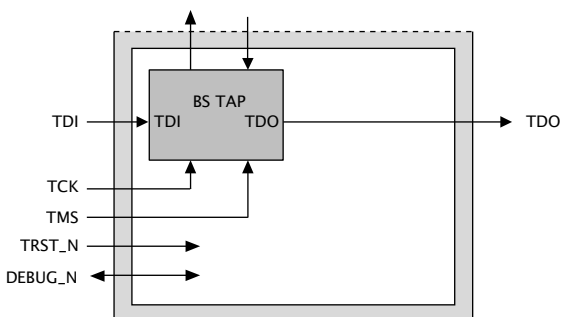 BS TAP
TDI TDI TDO TDO
TCK
TMS
TRST_N
DEBUG_N